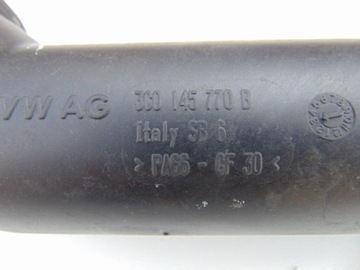 VW AG 3C0 145 770 B
Italy SB 6
> PA66 - GF 30 <